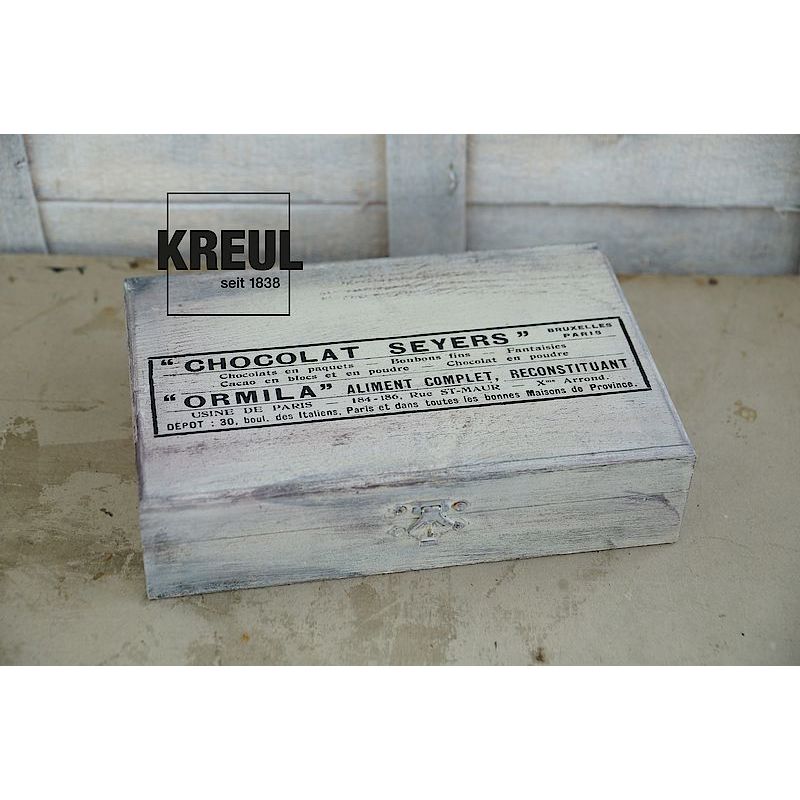 KREUL
seit 1838
“CHOCOLAT SEYERS” BRUXELLES PARIS
Chocolats en paquets Bonbons fins Fantaisies
Cacao en blocs et en poudre — Chocolat en poudre
“ORMILA” ALIMENT COMPLET, RECONSTITUANT
USINE DE PARIS 184-186, Rue ST-MAUR Xme Arrond.
DEPOT : 30, boul. des Italiens, Paris et dans toutes les bonnes Maisons de Province.